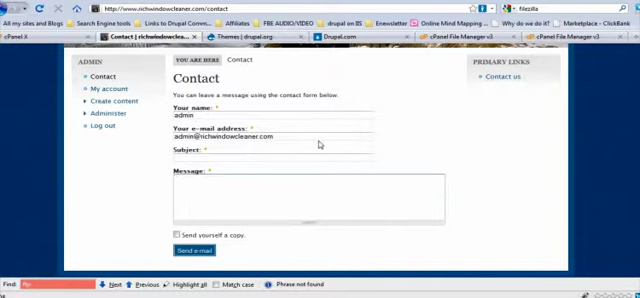 http://www.richwindowcleaner.com/contact
filezilla
All - Sources
Search Engine tools
Links to Drupal Comm...
Affiliates
FREE AUDIO/VIDEO
drupal on IIS
Enewsletter
Online Mind Mapping ...
Why do we do it?
Marketplace - ClickBank
cPanel X
Contact | richwindowclea...
Themes | drupal.org
Drupal.com
cPanel File Manager v3
cPanel File Manager v3
ADMIN
Contact
My account
Create content
Administer
Log out
YOU ARE HERE
Contact
Contact
You can leave a message using the contact form below.
Your name: *
admin
Your e-mail address: *
admin@richwindowcleaner.com
Subject: *
Message: *
Send yourself a copy.
Send e-mail
PRIMARY LINKS
Contact us
Find:
Next
Previous
Highlight all
Match case
Phrase not found